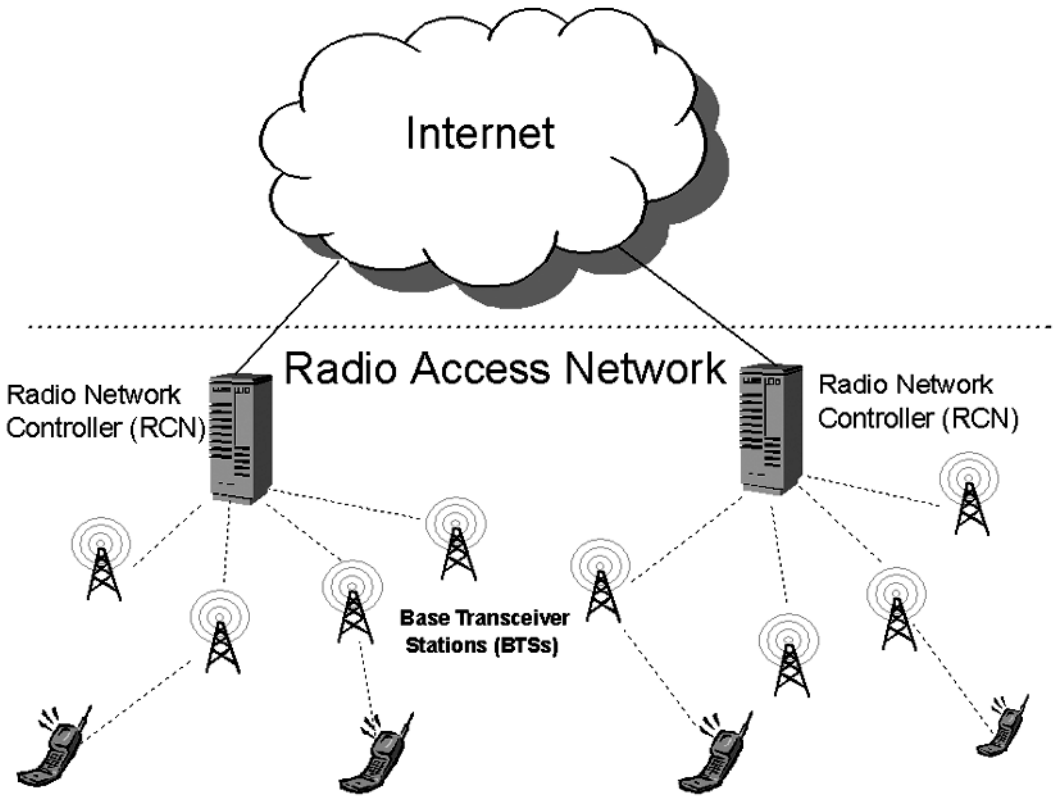 Internet
Radio Access Network
Radio Network
Controller (RCN)
Radio Network
Controller (RCN)
Base Transceiver
Stations (BTSs)